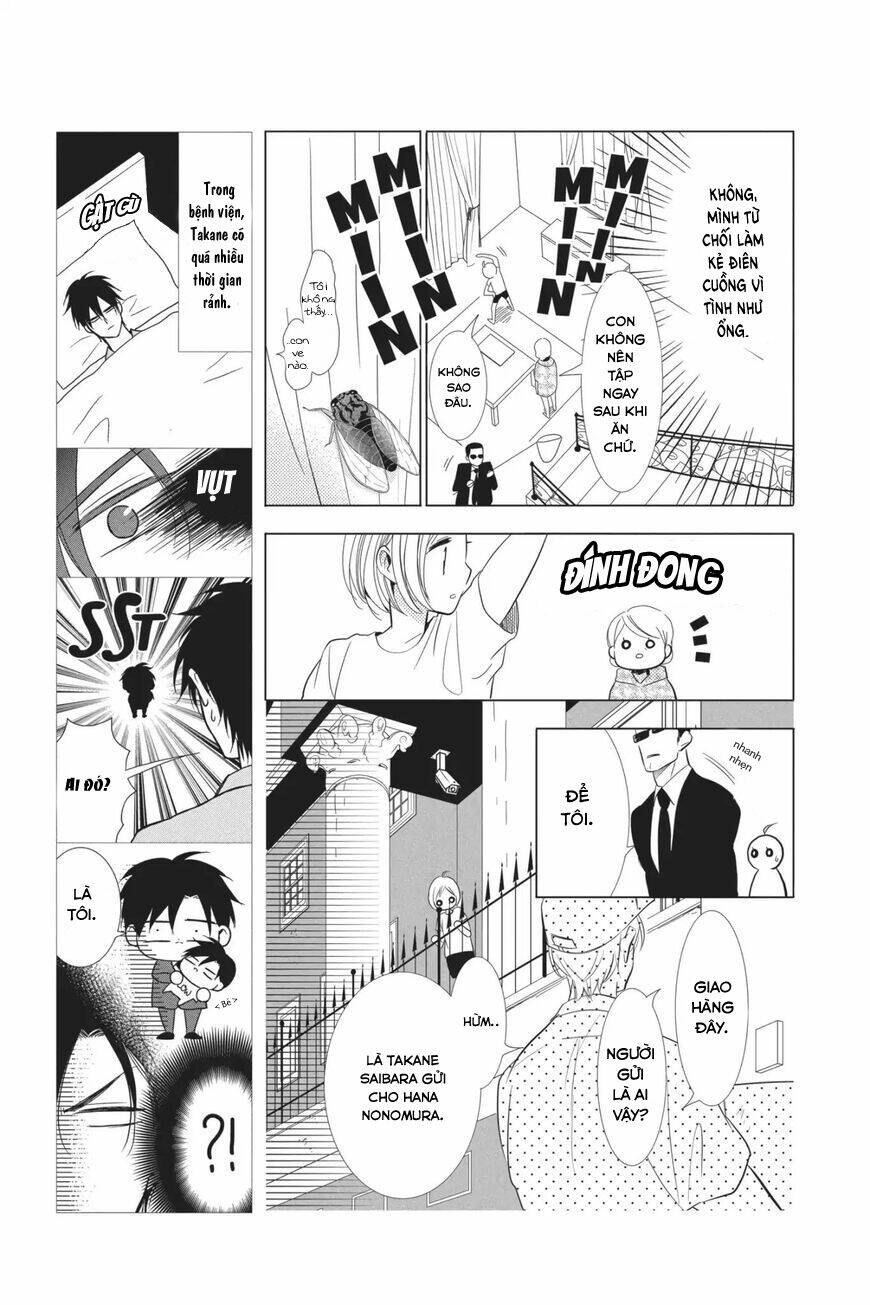 KHÔNG,
MÌNH TỪ
CHỐI LÀM
KẺ ĐIÊN
CUỒNG VÌ
TÌNH NHƯ
ỔNG.
MIIN
MIIN
CON
KHÔNG
NÊN
TẬP
NGAY
SAU KHI
ĂN
CHỨ.
KHÔNG
SAO
ĐÂU.
MIIN
MIIN
Tôi
không
thấy...
..con
ve
nào.
ĐÍNH ĐONG
nhanh
nhẹn
ĐỂ
TÔI.
GIAO
HÀNG
ĐÂY.
NGƯỜI
GỬI
LÀ AI
VẬY?
HỪM..
LÀ TAKANE
SAIBARA GỬI
CHO HANA
NONOMURA.
Trong
bệnh viện,
Takane có
quá nhiều
thời gian
rảnh.
GẬT GÙ
VỤT
SST
Ai đó?
LÀ
TÔI.
<Bé>
?!